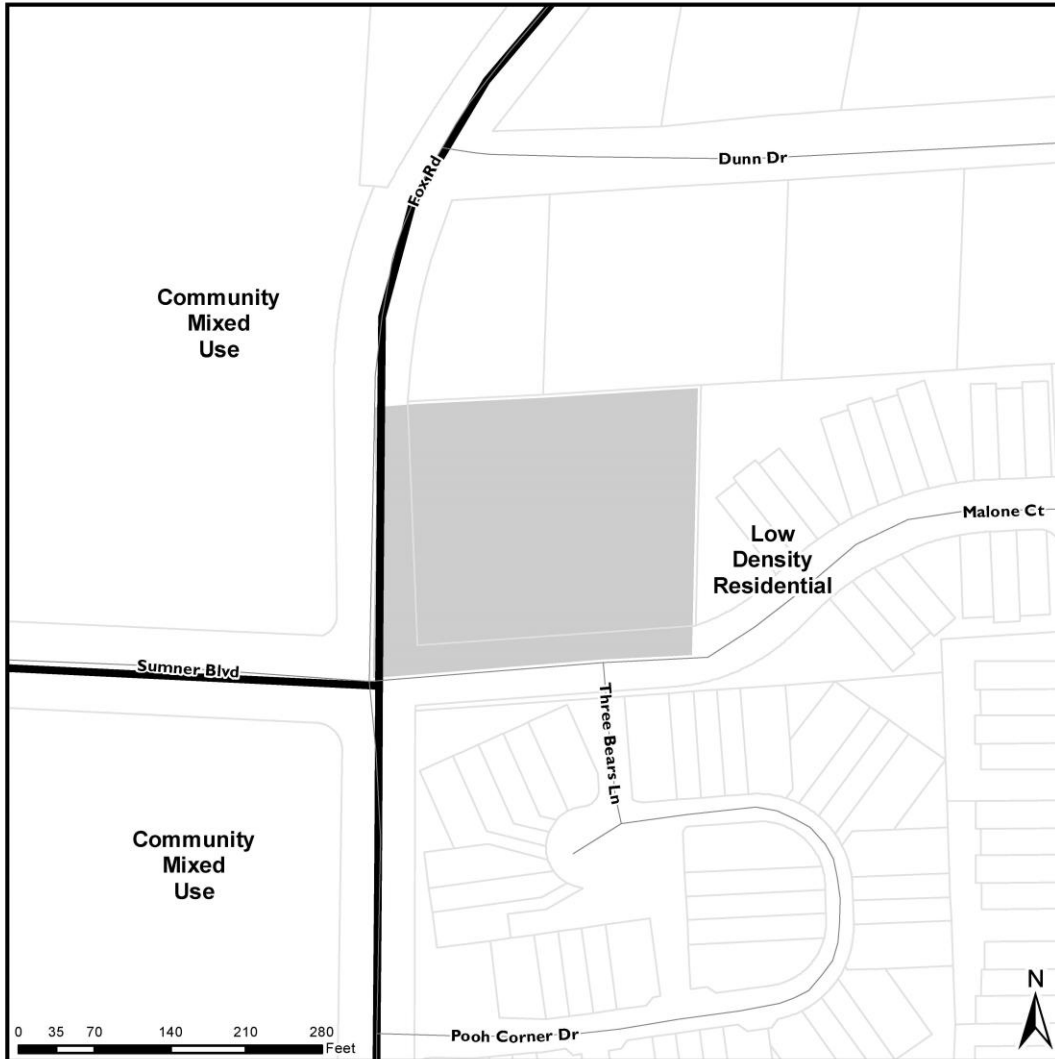 Dunn Dr
Fox Rd
Community
Mixed
Use
Malone Ct
Low
Density
Residential
Sumner Blvd
Three Bears Ln
Community
Mixed
Use
N
0 35 70 140 210 280
Feet
Pooh Corner Dr